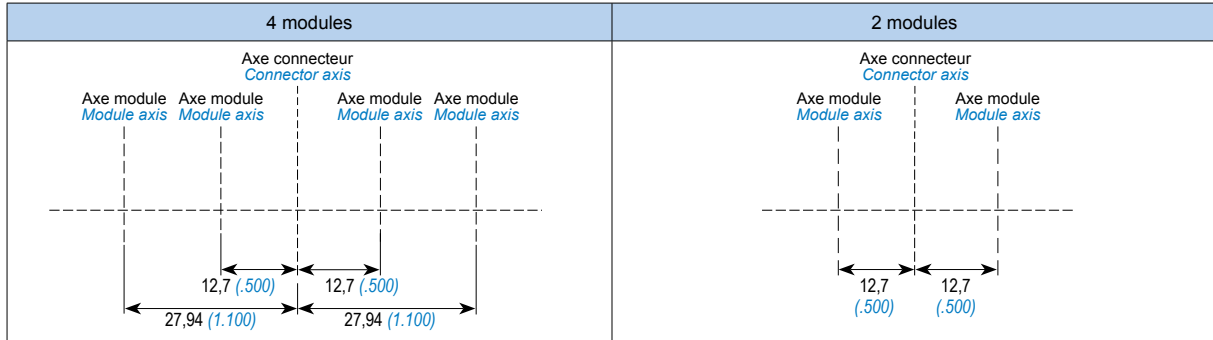 4 modules
2 modules
Axe connecteur
Connector axis
Axe module
Module axis
Axe module
Module axis
Axe module
Module axis
Axe module
Module axis
12,7 (.500)
12,7 (.500)
27,94 (1.100)
27,94 (1.100)
Axe connecteur
Connector axis
Axe module
Module axis
Axe module
Module axis
12,7
(.500)
12,7
(.500)